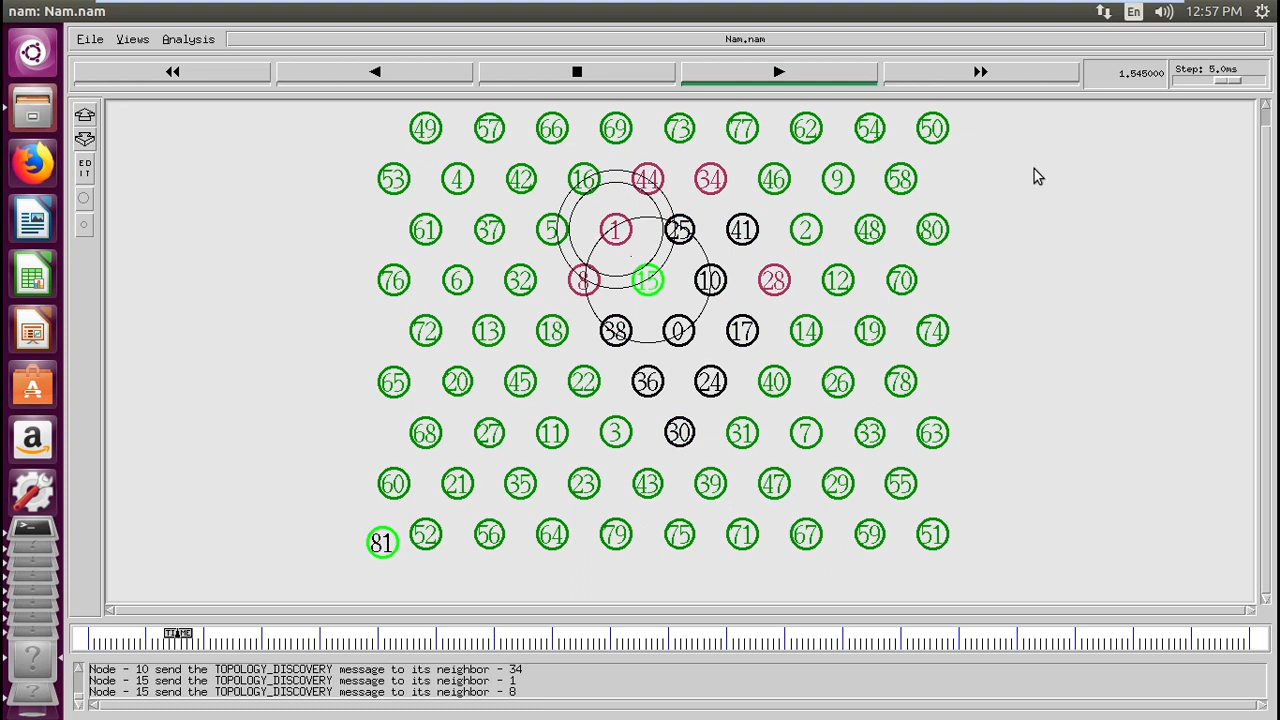 nam: Nam.nam En 12:57 PM
File Views Analysis Nam.nam
1.545000 Step: 5.0ms
49 57 66 69 73 77 62 54 50
ED
IT
53 4 42 16 44 34 46 9 58
61 37 5 1 25 41 2 48 80
76 6 32 8 15 10 28 12 70
72 13 18 38 0 17 14 19 74
65 20 45 22 36 24 40 26 78
68 27 11 3 30 31 7 33 63
60 21 35 23 43 39 47 29 55
81 52 56 64 79 75 71 67 59 51
TIME
Node - 10 send the TOPOLOGY_DISCOVERY message to its neighbor - 34
Node - 15 send the TOPOLOGY_DISCOVERY message to its neighbor - 1
Node - 15 send the TOPOLOGY_DISCOVERY message to its neighbor - 8